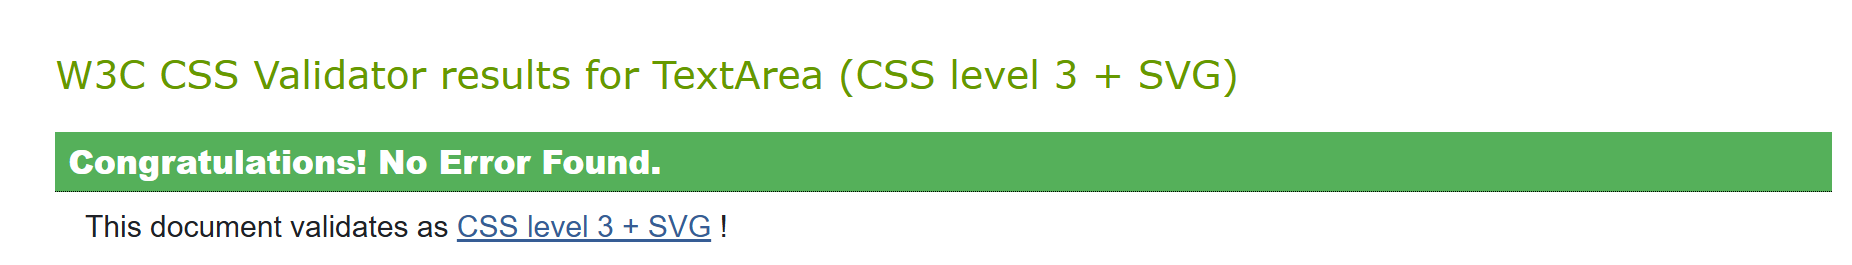 W3C CSS Validator results for TextArea (CSS level 3 + SVG)
Congratulations! No Error Found.
This document validates as CSS level 3 + SVG !